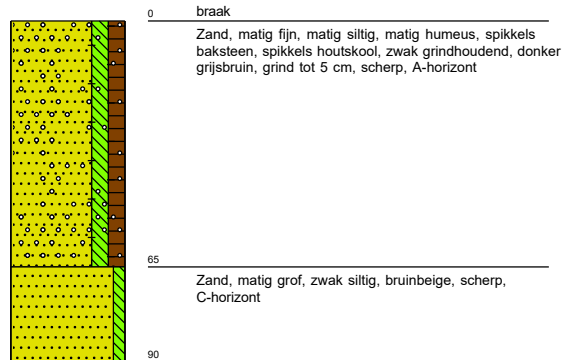 0
braak
Zand, matig fijn, matig siltig, matig humeus, spikkels
baksteen, spikkels houtskool, zwak grindhoudend, donker
grijsbruin, grind tot 5 cm, scherp, A-horizont
65
Zand, matig grof, zwak siltig, bruinbeige, scherp,
C-horizont
90